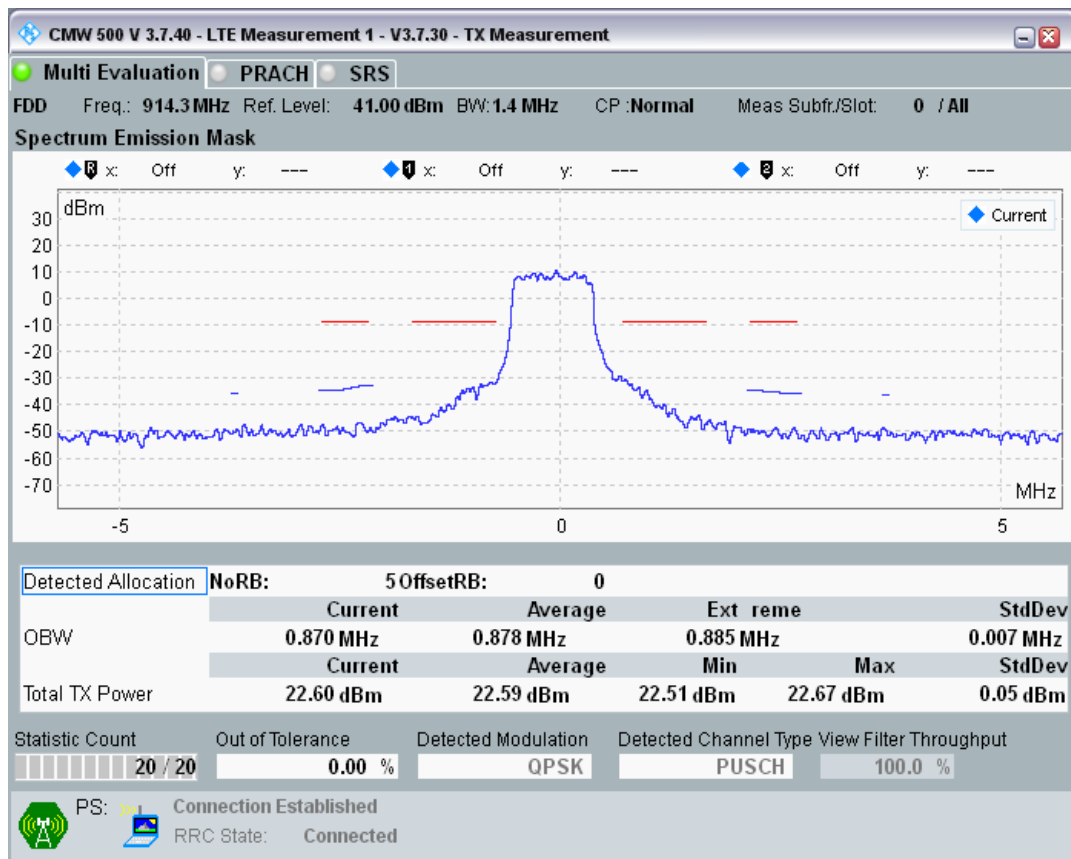 CMW 500 V 3.7.40 - LTE Measurement 1 - V3.7.30 - TX Measurement
Multi Evaluation PRACH SRS
FDD Freq.: 914.3 MHz Ref. Level: 41.00 dBm BW: 1.4 MHz CP :Normal Meas Subfr./Slot: 0 / All
Spectrum Emission Mask
R x: Off y: --- 1 x: Off y: --- 2 x: Off y: ---
dBm
Current
30
20
10
0
-10
-20
-30
-40
-50
-60
-70
MHz
-5 0 5
Detected Allocation NoRB: 5 OffsetRB: 0
Current Average Ext reme StdDev
OBW 0.870 MHz 0.878 MHz 0.885 MHz 0.007 MHz
Current Average Min Max StdDev
Total TX Power 22.60 dBm 22.59 dBm 22.51 dBm 22.67 dBm 0.05 dBm
Statistic Count Out of Tolerance Detected Modulation Detected Channel Type View Filter Throughput
20 / 20 0.00 % QPSK PUSCH 100.0 %
PS: Connection Established
RRC State: Connected